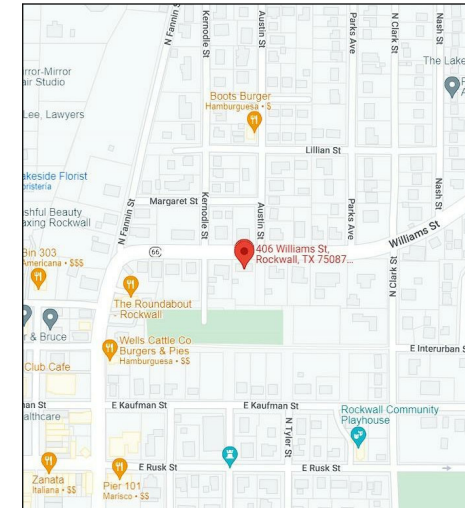 N Fannin St
Kernodle St
Austin St
Parks Ave
N Clark St
Nash St
The Lake
rror-Mirror
air Studio
Boots Burger
Hamburguesa • $
Lee, Lawyers
Lillian St
akeside Florist
oristería
Margaret St
Kernodle St
Austin St
Parks Ave
Nash St
shful Beauty
axing Rockwall
N Fannin St
Williams St
66
406 Williams St,
Rockwall, TX 75087...
Bin 303
Americana • $$$
N Clark St
The Roundabout
- Rockwall
r & Bruce
Wells Cattle Co
Burgers & Pies
Hamburguesa • $$
E Interurban S
Club Cafe
an St
E Kaufman St
E Kaufman St
althcare
Rockwall Community
Playhouse
N Tyler St
E Rusk St
E Rusk St
Zanata
Italiana • $$
Pier 101
Marisco • $$